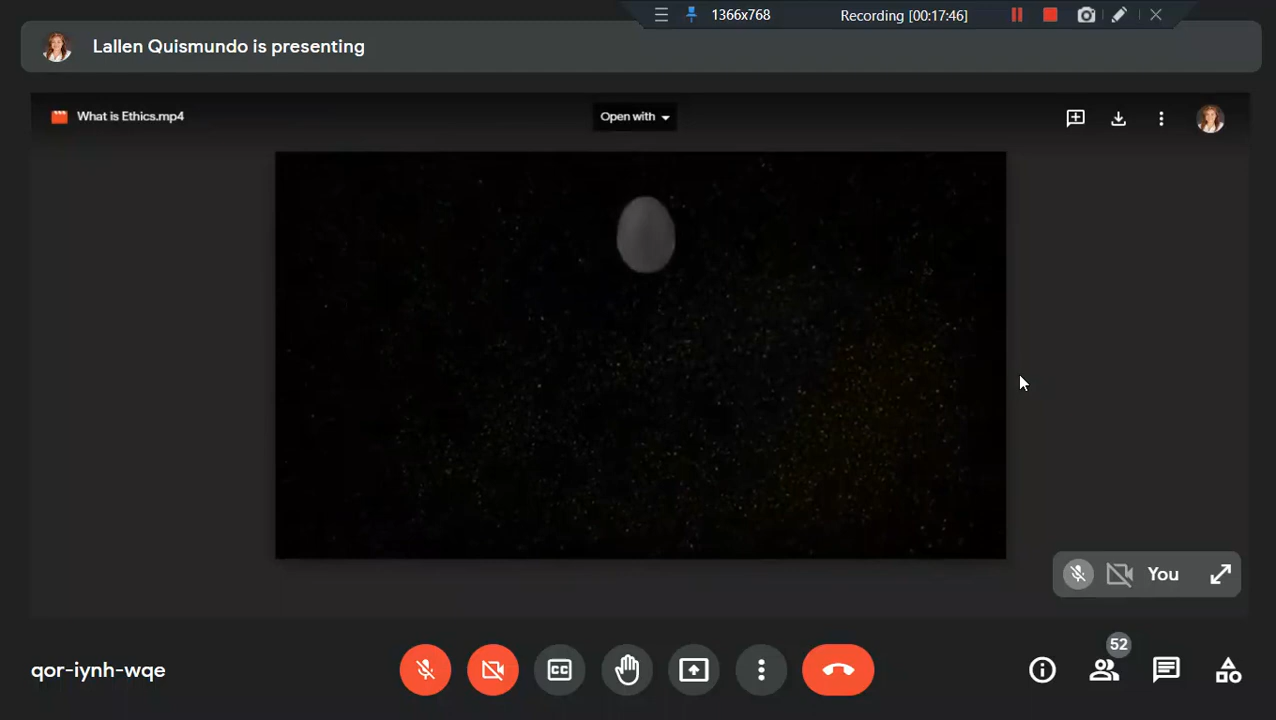 1366x768
Recording [00:17:46]
Lallen Quismundo is presenting
What is Ethics.mp4
Open with
You
52
qor-iynh-wqe
CC